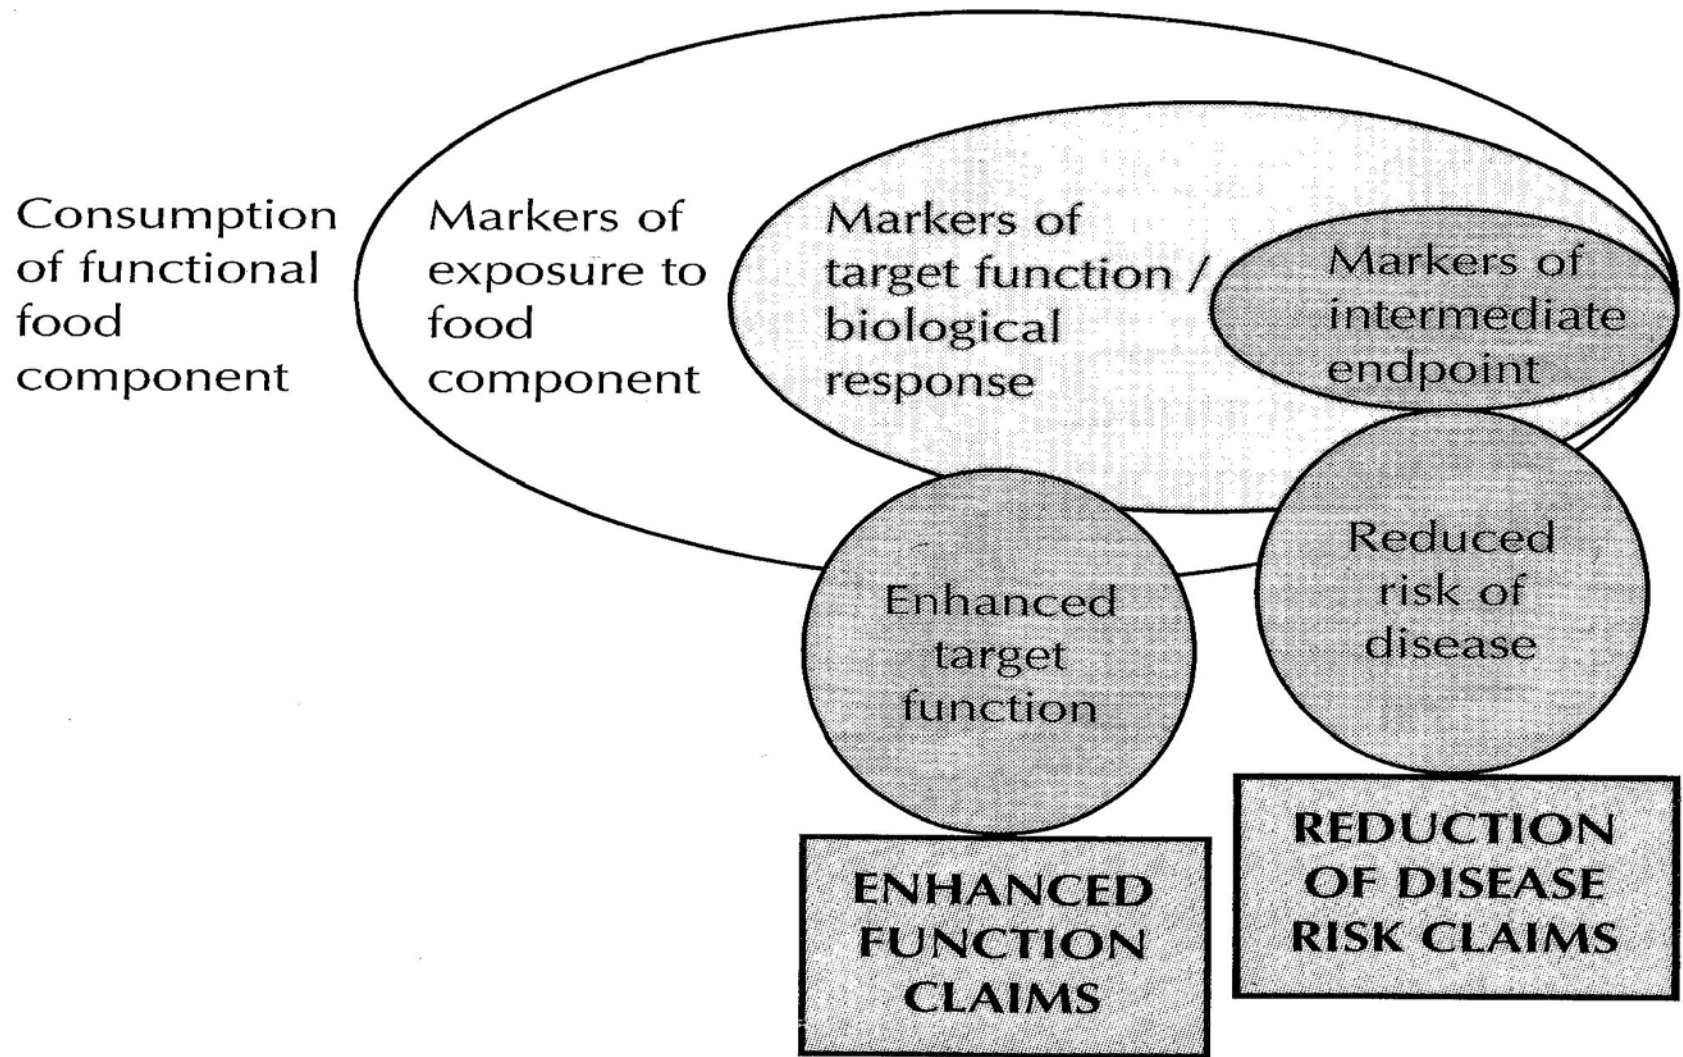 Consumption
of functional
food
component
Markers of
exposure to
food
component
Markers of
target function /
biological
response
Markers of
intermediate
endpoint
Enhanced
target
function
Reduced
risk of
disease
ENHANCED
FUNCTION
CLAIMS
REDUCTION
OF DISEASE
RISK CLAIMS